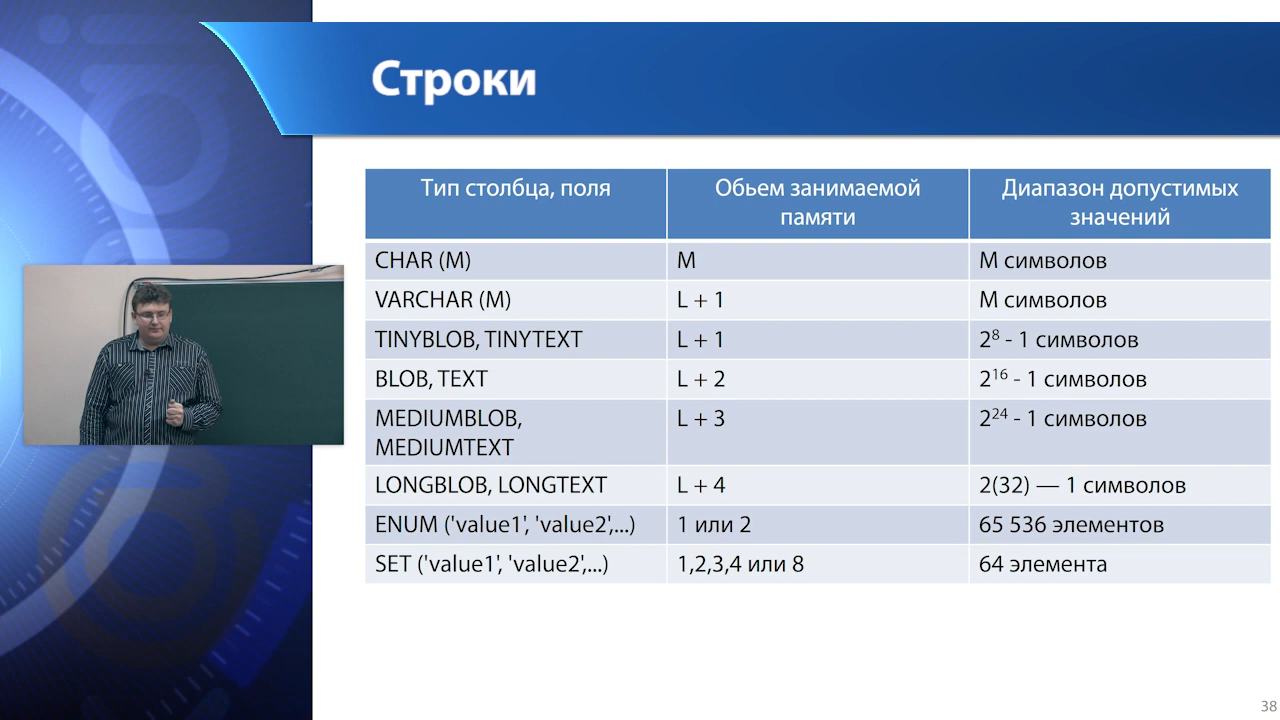 Строки
Тип столбца, поля
Обьем занимаемой
памяти
Диапазон допустимых
значений
CHAR (M) M M символов
VARCHAR (M) L + 1 M символов
TINYBLOB, TINYTEXT L + 1 2⁸ - 1 символов
BLOB, TEXT L + 2 2¹⁶ - 1 символов
MEDIUMBLOB, L + 3 2²⁴ - 1 символов
MEDIUMTEXT
LONGBLOB, LONGTEXT L + 4 2(32) — 1 символов
ENUM ('value1', 'value2',...) 1 или 2 65 536 элементов
SET ('value1', 'value2',...) 1,2,3,4 или 8 64 элемента
38